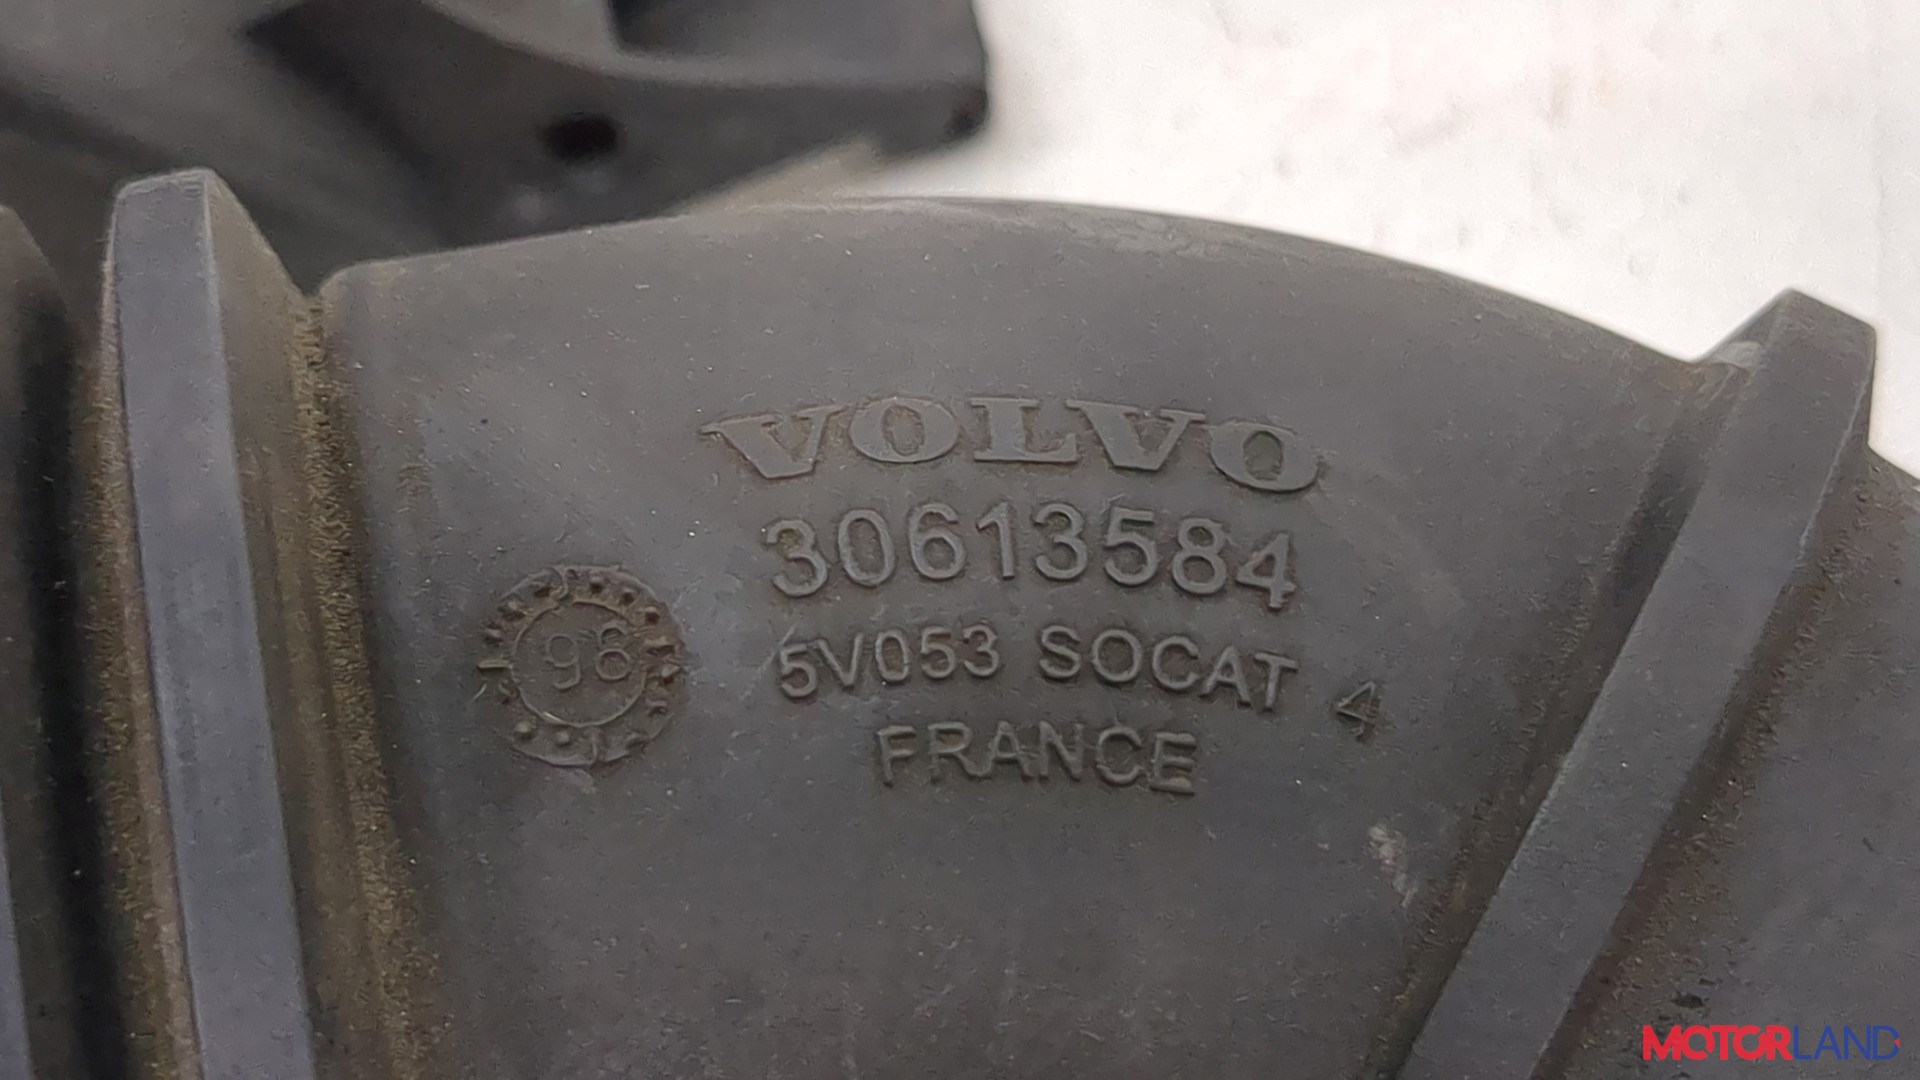 VOLVO
30613584
98
5V053 SOCAT 4
FRANCE
MOTORLAND